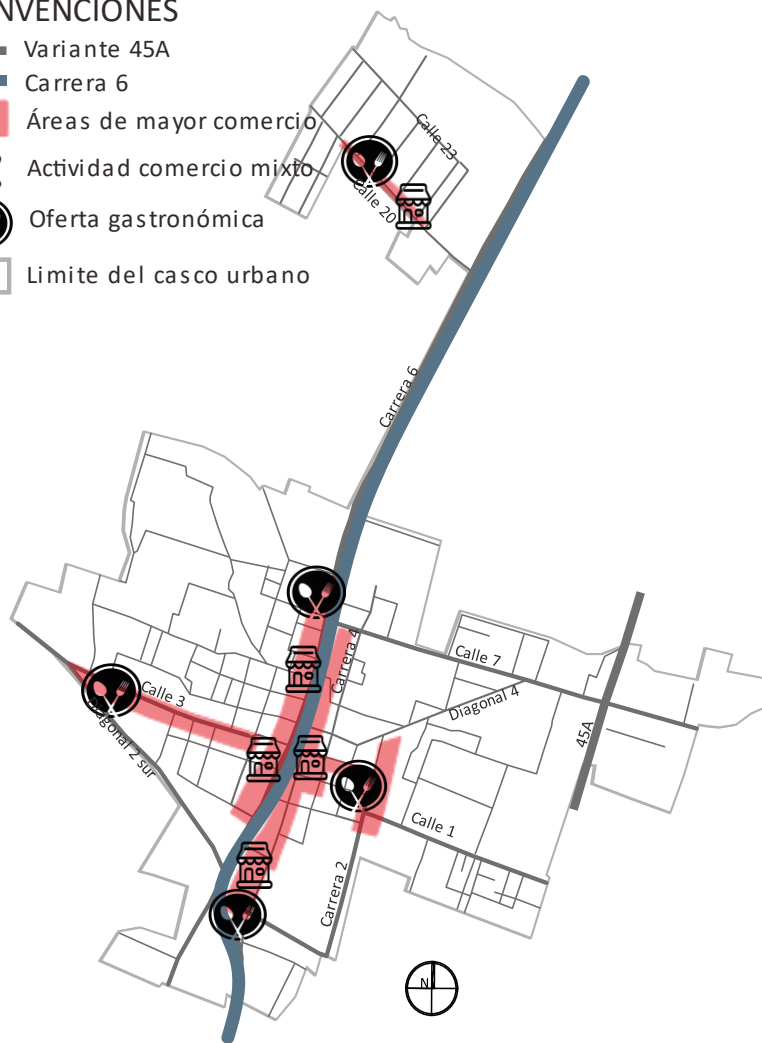 NVENCIONES
Variante 45A
Carrera 6
Áreas de mayor comercio
Actividad comercio mixto
Oferta gastronómica
Limite del casco urbano
Calle 23
Calle 20
Carrera 6
Carrera 4
Calle 7
Calle 3
Diagonal 4
Diagonal 2 sur
45A
Calle 1
Carrera 2
N